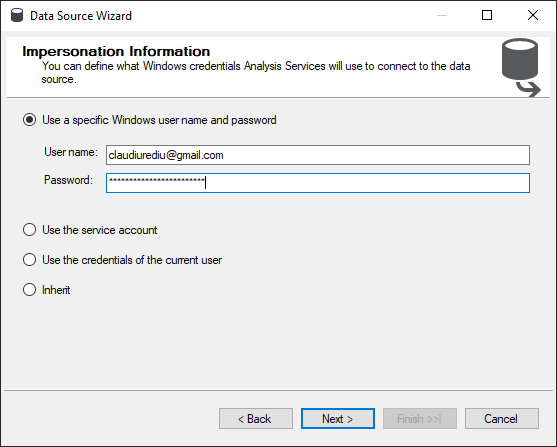 Data Source Wizard
Impersonation Information
You can define what Windows credentials Analysis Services will use to connect to the data
source.
Use a specific Windows user name and password
User name: claudiurediu@gmail.com
Password: ************************
Use the service account
Use the credentials of the current user
Inherit
< Back Next > Finish >>| Cancel